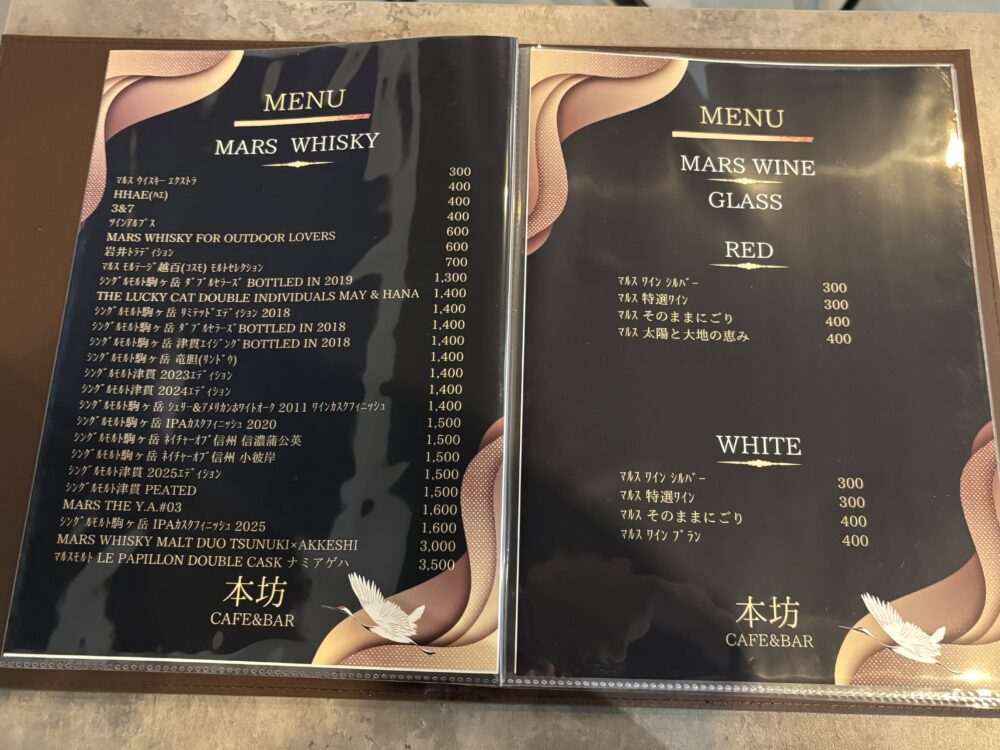 MENU
MARS WHISKY
ﾏﾙｽ ｳｲｽｷｰ ｴｸｽﾄﾗ 300
HHAE(ﾊｴ) 400
3&7 400
ﾂｲﾝｱﾙﾌﾟｽ 400
MARS WHISKY FOR OUTDOOR LOVERS 600
岩井ﾄﾗﾃﾞｨｼｮﾝ 600
ﾏﾙｽ ﾓﾙﾃｰｼﾞ越百(ｺｽﾓ) ﾓﾙﾄｾﾚｸｼｮﾝ 700
ｼﾝｸﾞﾙﾓﾙﾄ駒ヶ岳 ﾀﾞﾌﾞﾙｾﾗｰｽﾞ BOTTLED IN 2019 1,300
THE LUCKY CAT DOUBLE INDIVIDUALS MAY & HANA 1,400
ｼﾝｸﾞﾙﾓﾙﾄ駒ヶ岳 ﾘﾐﾃｯﾄﾞｴﾃﾞｨｼｮﾝ 2018 1,400
ｼﾝｸﾞﾙﾓﾙﾄ駒ヶ岳 ﾀﾞﾌﾞﾙｾﾗｰｽﾞBOTTLED IN 2018 1,400
ｼﾝｸﾞﾙﾓﾙﾄ駒ヶ岳 津貫ｴｲｼﾞﾝｸﾞBOTTLED IN 2018 1,400
ｼﾝｸﾞﾙﾓﾙﾄ駒ヶ岳 竜胆(ﾘﾝﾄﾞｳ) 1,400
ｼﾝｸﾞﾙﾓﾙﾄ津貫 2023ｴﾃﾞｨｼｮﾝ 1,400
ｼﾝｸﾞﾙﾓﾙﾄ津貫 2024ｴﾃﾞｨｼｮﾝ 1,400
ｼﾝｸﾞﾙﾓﾙﾄ駒ヶ岳 ｼｪﾘｰ&ｱﾒﾘｶﾝﾎﾜｲﾄｵｰｸ 2011 ﾜｲﾝｶｽｸﾌｨﾆｯｼｭ 1,400
ｼﾝｸﾞﾙﾓﾙﾄ駒ヶ岳 IPAｶｽｸﾌｨﾆｯｼｭ 2020 1,500
ｼﾝｸﾞﾙﾓﾙﾄ駒ヶ岳 ﾈｲﾁｬｰｵﾌﾞ信州 信濃蒲公英 1,500
ｼﾝｸﾞﾙﾓﾙﾄ駒ヶ岳 ﾈｲﾁｬｰｵﾌﾞ信州 小彼岸 1,500
ｼﾝｸﾞﾙﾓﾙﾄ津貫 2025ｴﾃﾞｨｼｮﾝ 1,500
ｼﾝｸﾞﾙﾓﾙﾄ津貫 PEATED 1,500
MARS THE Y.A.#03 1,600
ｼﾝｸﾞﾙﾓﾙﾄ駒ヶ岳 IPAｶｽｸﾌｨﾆｯｼｭ 2025 1,600
MARS WHISKY MALT DUO TSUNUKI×AKKESHI 3,000
ﾏﾙｽﾓﾙﾄ LE PAPILLON DOUBLE CASK ナミアゲハ 3,500
本坊
CAFE&BAR
MENU
MARS WINE
GLASS
RED
ﾏﾙｽ ﾜｲﾝ ｼﾙﾊﾞｰ 300
ﾏﾙｽ 特選ﾜｲﾝ 300
ﾏﾙｽ そのままにごり 400
ﾏﾙｽ 太陽と大地の恵み 400
WHITE
ﾏﾙｽ ﾜｲﾝ ｼﾙﾊﾞｰ 300
ﾏﾙｽ 特選ﾜｲﾝ 300
ﾏﾙｽ そのままにごり 400
ﾏﾙｽ ﾜｲﾝ ﾌﾞﾗﾝ 400
本坊
CAFE&BAR